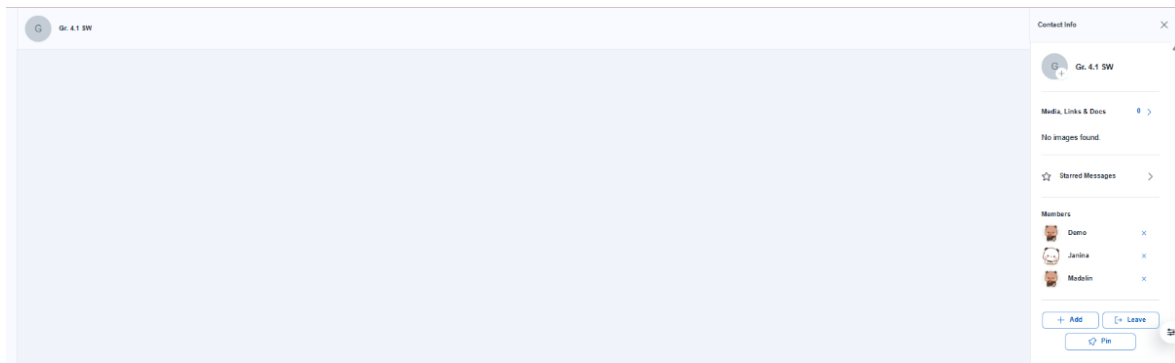 G Gr. 4.1 SW
Contact Info
G Gr. 4.1 SW
Media, Links & Docs 0
No images found.
Starred Messages
Members
Demo
Janina
Madalin
Add Leave
Pin